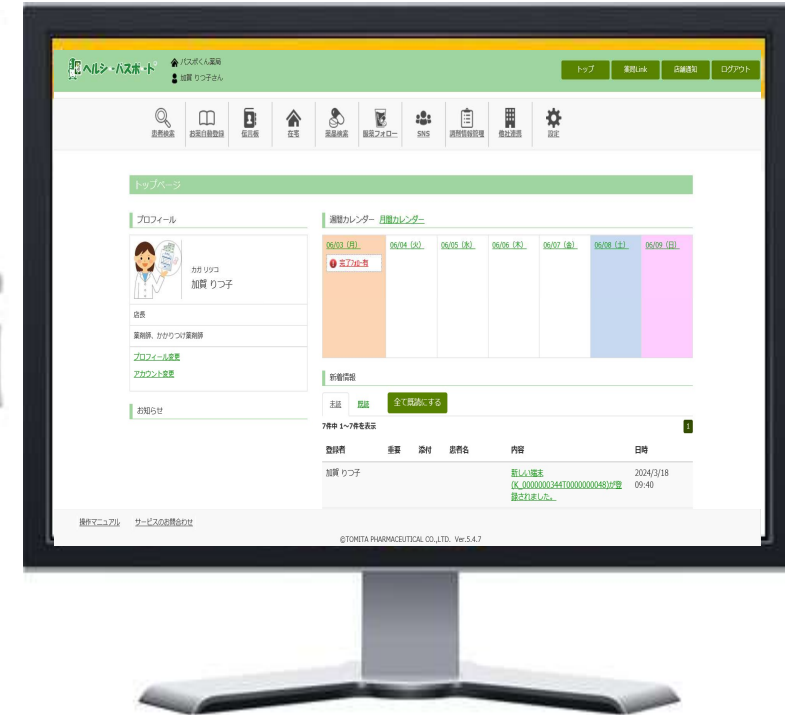 ヘルシーパスポート
パスポくん薬局
加賀 りつ子さん
トップ
薬局Link
店舗通知
ログアウト
患者検索
お薬自動登録
伝言板
在宅
薬品検索
服薬フォロー
SNS
調剤情報管理
他社連携
設定
トップページ
プロフィール
カガ リツコ
加賀 りつ子
店長
薬剤師、かかりつけ薬剤師
プロフィール変更
アカウント変更
お知らせ
週間カレンダー 月間カレンダー
06/03（月）
06/04（火）
06/05（水）
06/06（木）
06/07（金）
06/08（土）
06/09（日）
完了フォロー有
新着情報
未読
既読
全て既読にする
7件中 1～7件を表示
1
登録者 重要 添付 患者名 内容 日時
加賀 りつ子
新しい端末
(K_0000000344T0000000048)が登
録されました。
2024/3/18
09:40
操作マニュアル
サービスのお問合わせ
©TOMITA PHARMACEUTICAL CO.,LTD. Ver.5.4.7